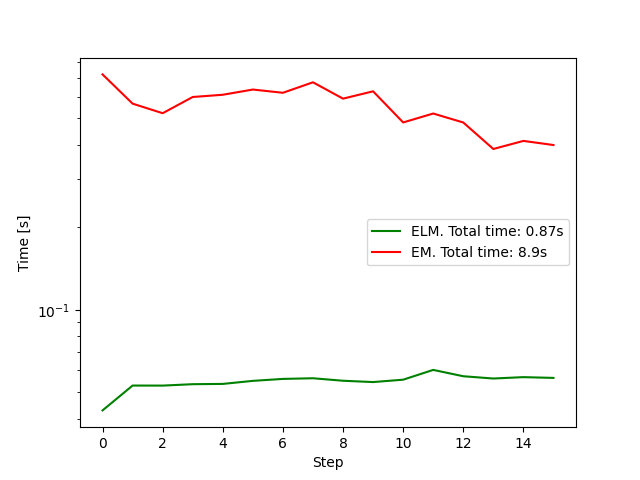 Time [s]
10⁻¹
ELM. Total time: 0.87s
EM. Total time: 8.9s
0 2 4 6 8 10 12 14
Step